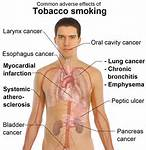 Common adverse effects of
Tobacco smoking
Larynx cancer
Oral cavity cancer
Esophagus cancer
- Lung cancer
Myocardial
infarction
- Chronic
bronchitis
- Emphysema
Systemic
athero-
sclerosis
Peptic ulcer
Bladder
cancer
Pancreas
cancer